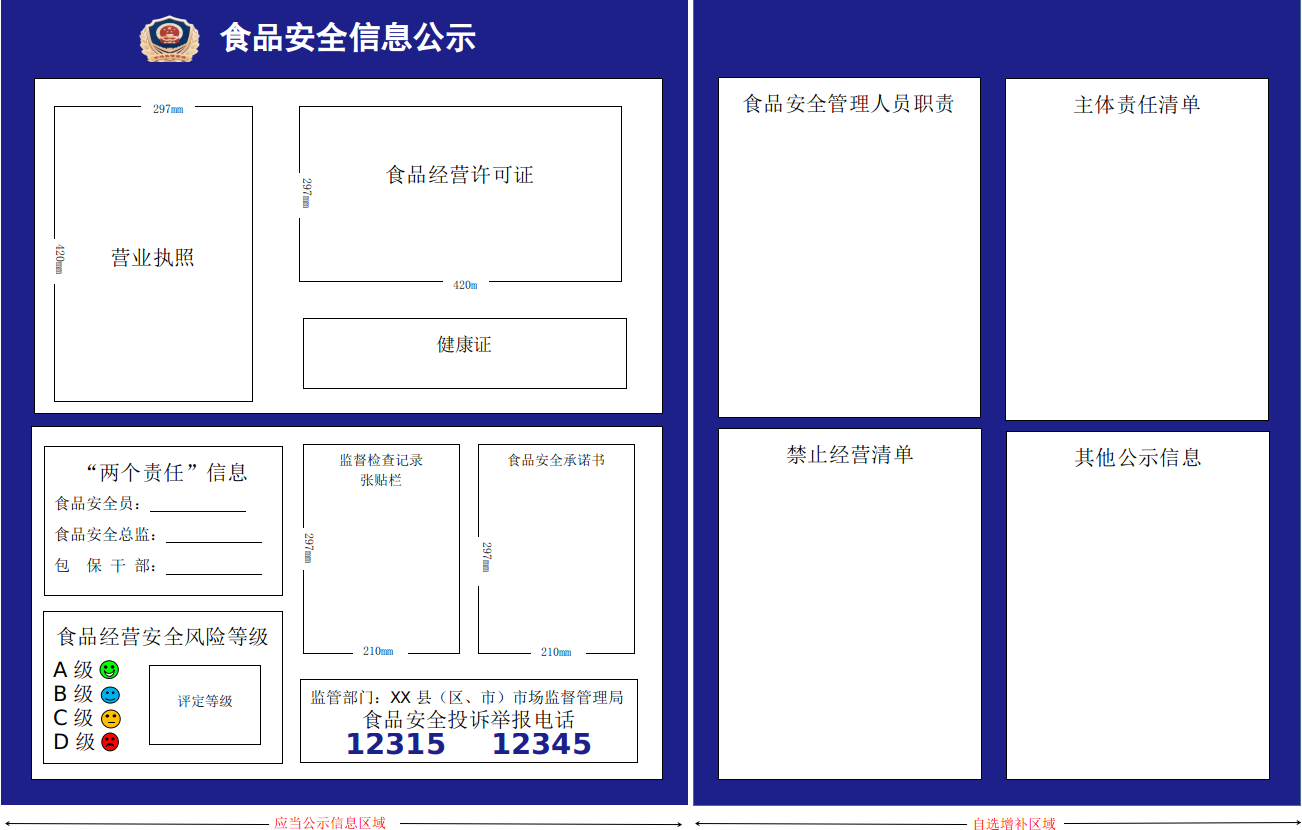 食品安全信息公示
297mm
420mm
营业执照
297mm
食品经营许可证
420m
健康证
“两个责任”信息
食品安全员：
食品安全总监：
包 保 干 部：
监督检查记录
张贴栏
297mm
210mm
食品安全承诺书
297mm
210mm
食品经营安全风险等级
A 级
B 级
C 级
D 级
评定等级
监管部门：XX 县（区、市）市场监督管理局
食品安全投诉举报电话
12315 12345
应当公示信息区域
食品安全管理人员职责
主体责任清单
禁止经营清单
其他公示信息
自选增补区域